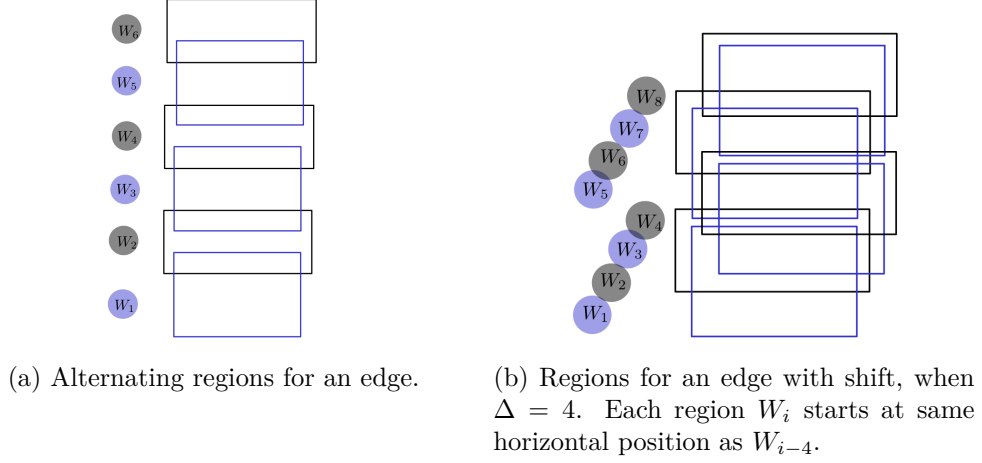 W₆
W₅
W₄
W₃
W₂
W₁
W₈
W₇
W₆
W₅
W₄
W₃
W₂
W₁
(a) Alternating regions for an edge.
(b) Regions for an edge with shift, when
Δ = 4. Each region Wᵢ starts at same
horizontal position as Wᵢ₋₄.